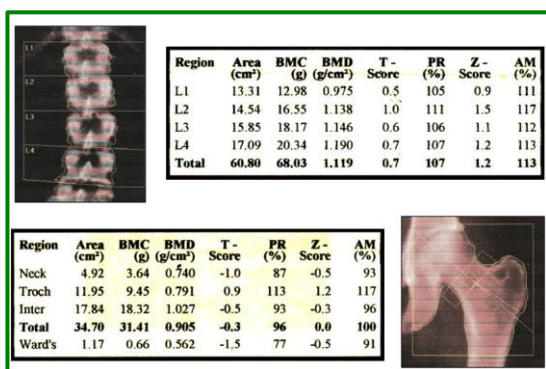 L1
L2
L3
L4
Region Area (cm²) BMC (g) BMD (g/cm²) T - Score PR (%) Z - Score AM (%)
L1 13.31 12.98 0.975 0.5 105 0.9 111
L2 14.54 16.55 1.138 1.0 111 1.5 117
L3 15.85 18.17 1.146 0.6 106 1.1 112
L4 17.09 20.34 1.190 0.7 107 1.2 113
Total 60.80 68.03 1.119 0.7 107 1.2 113
Region Area (cm²) BMC (g) BMD (g/cm²) T - Score PR (%) Z - Score AM (%)
Neck 4.92 3.64 0.740 -1.0 87 -0.5 93
Troch 11.95 9.45 0.791 0.9 113 1.2 117
Inter 17.84 18.32 1.027 -0.5 93 -0.3 96
Total 34.70 31.41 0.905 -0.3 96 0.0 100
Ward's 1.17 0.66 0.562 -1.5 77 -0.5 91